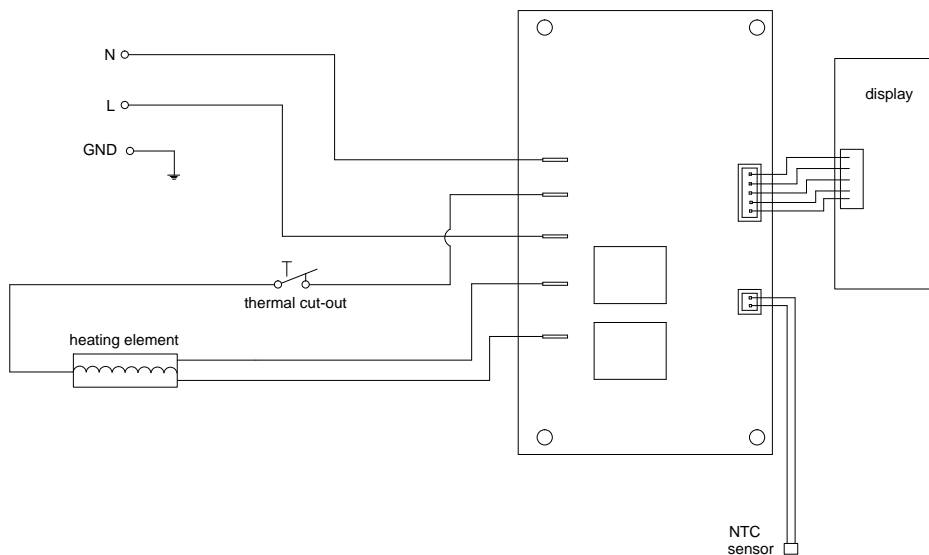 N
display
L
GND
thermal cut-out
heating element
NTC
sensor